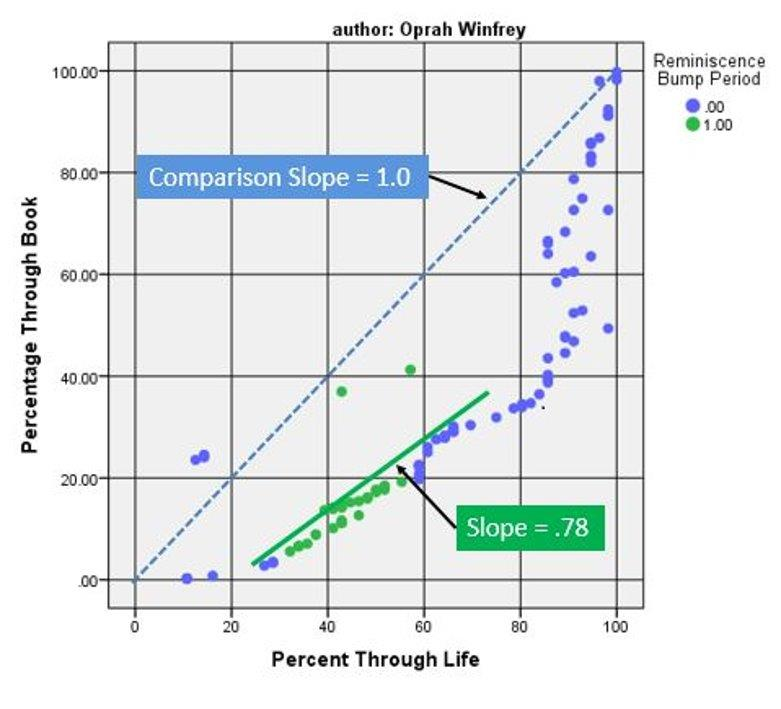 author: Oprah Winfrey
Reminiscence
Bump Period
.00
1.00
100.00
80.00
60.00
40.00
20.00
.00
Percentage Through Book
Comparison Slope = 1.0
Slope = .78
0 20 40 60 80 100
Percent Through Life